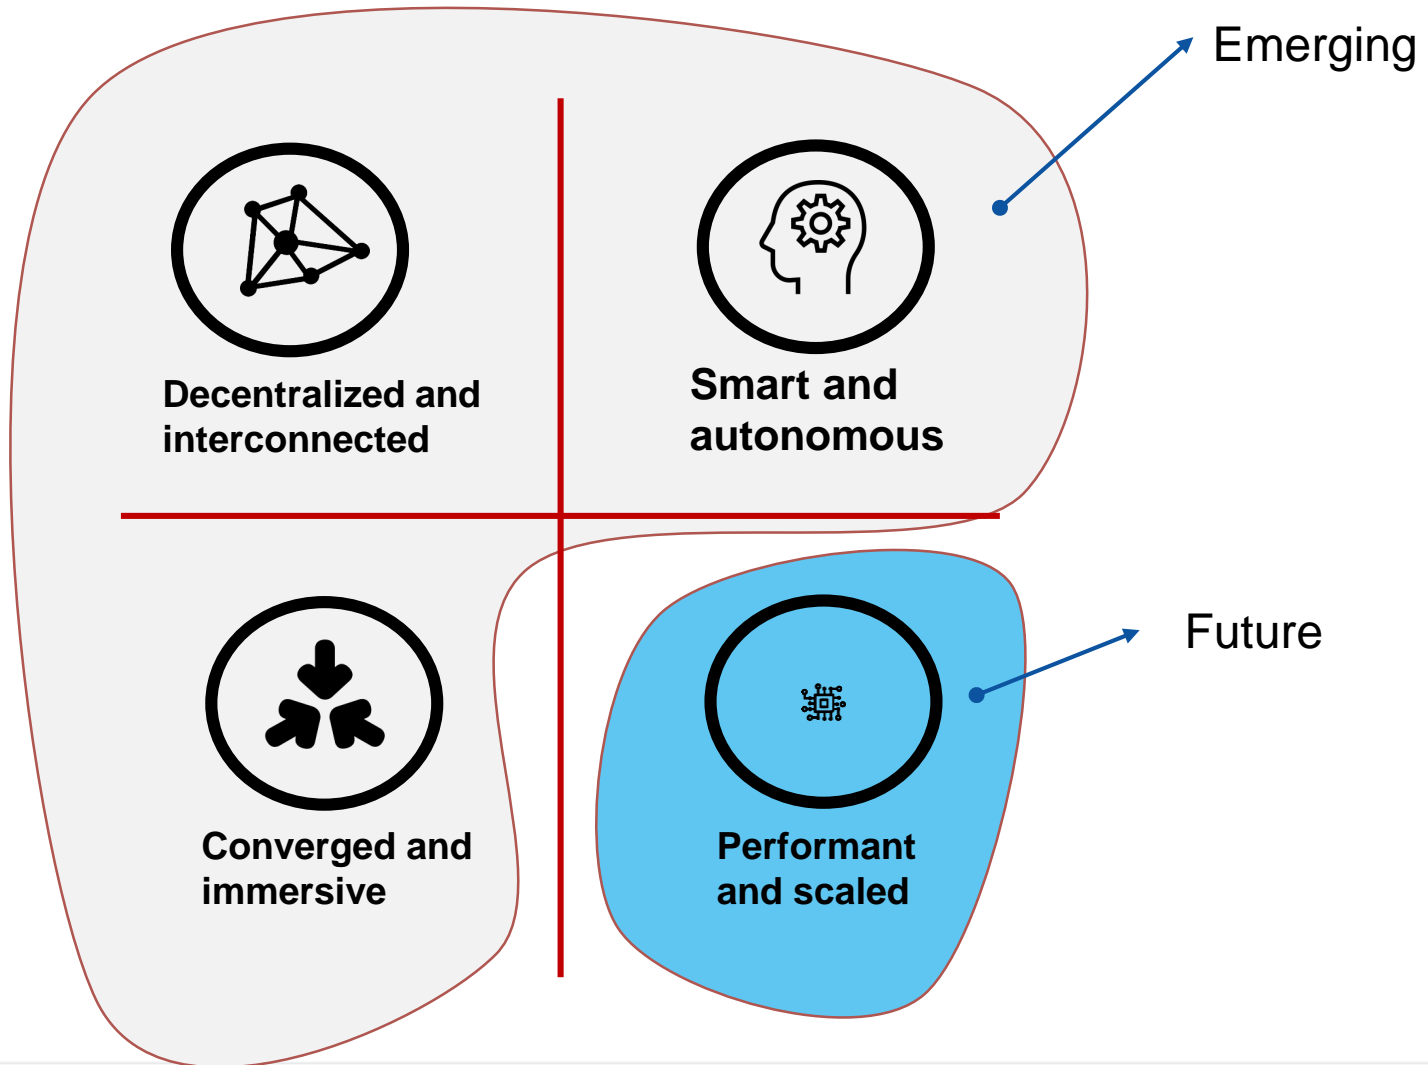 Emerging
Decentralized and
interconnected
Smart and
autonomous
Future
Converged and
immersive
Performant
and scaled